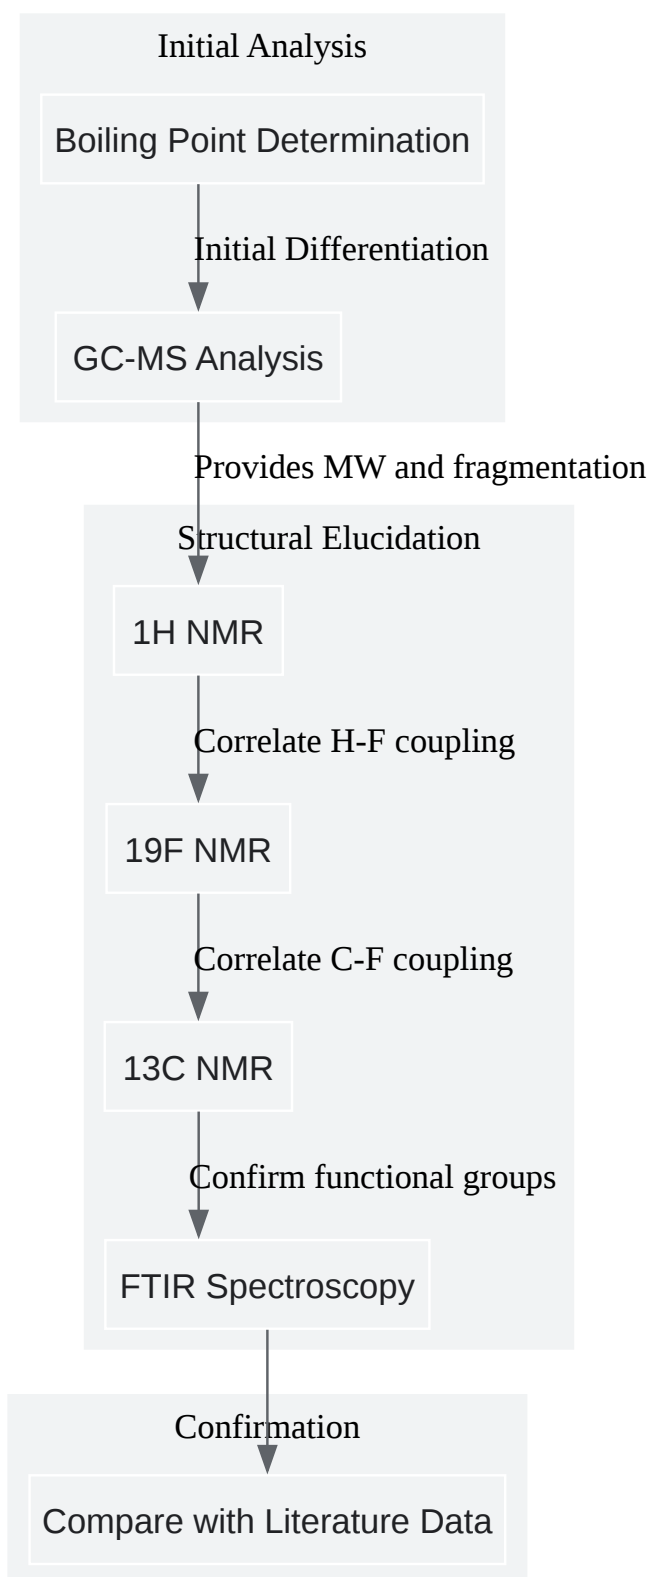 Initial Analysis
Boiling Point Determination
Initial Differentiation
GC-MS Analysis
Provides MW and fragmentation
Structural Elucidation
1H NMR
Correlate H-F coupling
19F NMR
Correlate C-F coupling
13C NMR
Confirm functional groups
FTIR Spectroscopy
Confirmation
Compare with Literature Data